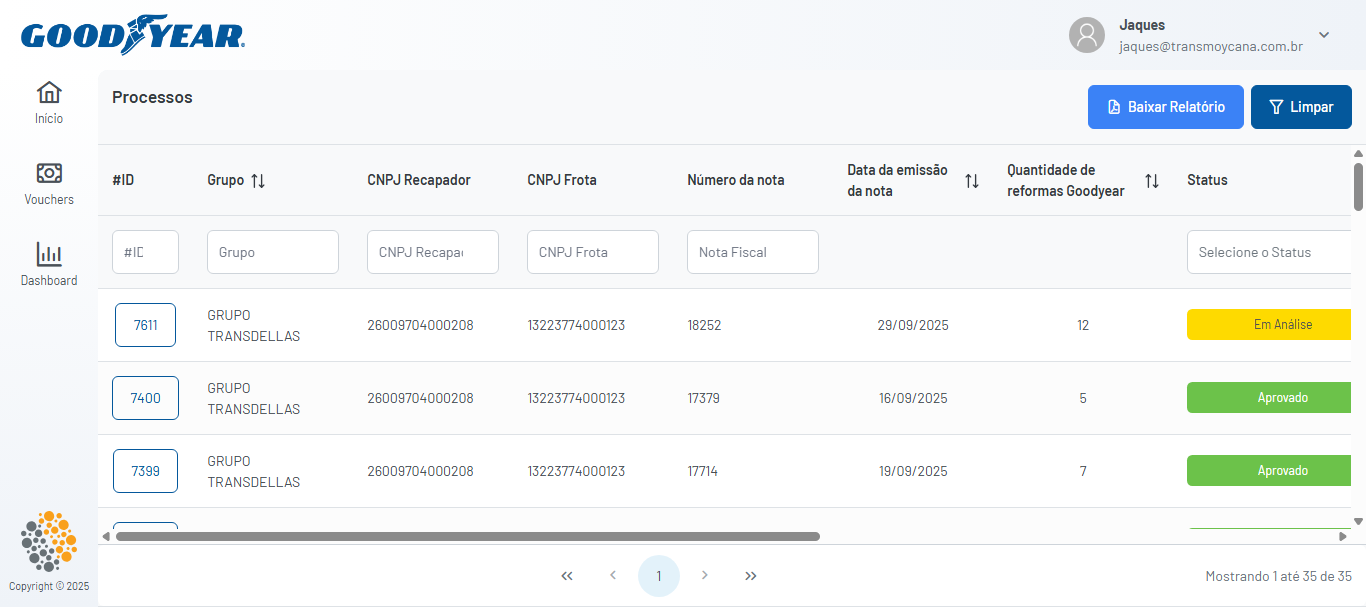 GOODYEAR
Jaques
jaques@transmoycana.com.br
Início
Vouchers
Dashboard
Copyright © 2025
Processos
Baixar Relatório
Limpar
#ID
Grupo
CNPJ Recapador
CNPJ Frota
Número da nota
Data da emissão
da nota
Quantidade de
reformas Goodyear
Status
#ID
Grupo
CNPJ Recapa
CNPJ Frota
Nota Fiscal
Selecione o Status
7611
GRUPO
TRANSDELLAS
26009704000208
13223774000123
18252
29/09/2025
12
Em Análise
7400
GRUPO
TRANSDELLAS
26009704000208
13223774000123
17379
16/09/2025
5
Aprovado
7399
GRUPO
TRANSDELLAS
26009704000208
13223774000123
17714
19/09/2025
7
Aprovado
1
Mostrando 1 até 35 de 35